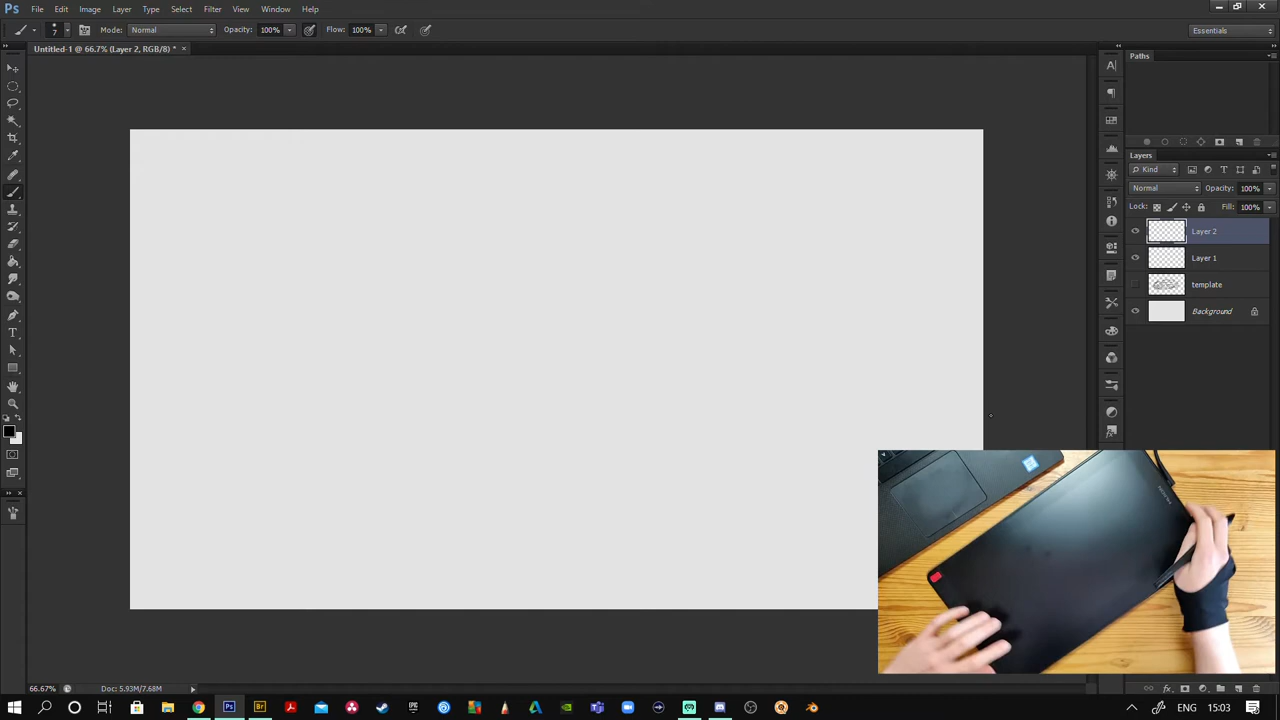 Ps File Edit Image Layer Type Select Filter View Window Help
7 Mode: Normal Opacity: 100% Flow: 100% Essentials
Untitled-1 @ 66.7% (Layer 2, RGB/8) * ×
Paths
Layers
Kind
Normal Opacity: 100%
Lock: Fill: 100%
Layer 2
Layer 1
template
Background
66.67% Doc: 5.93M/7.68M
ENG 15:03